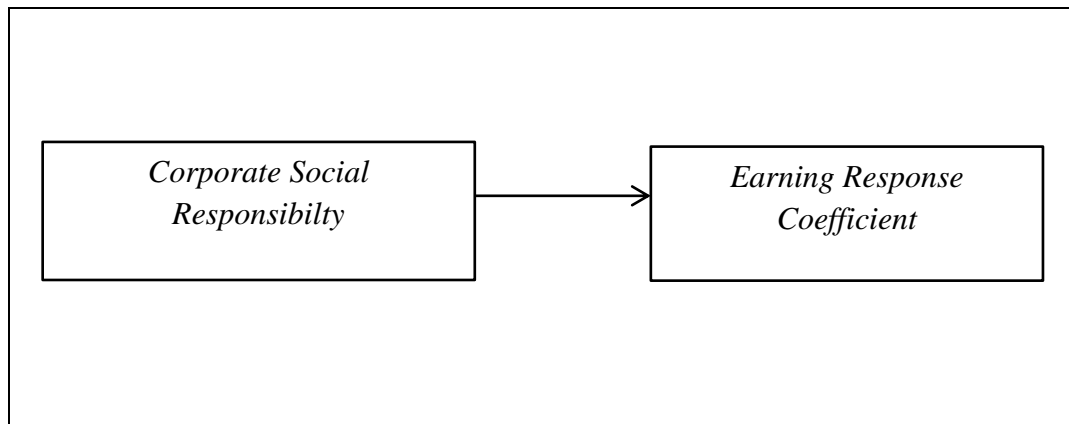 Corporate Social
Responsibilty
Earning Response
Coefficient